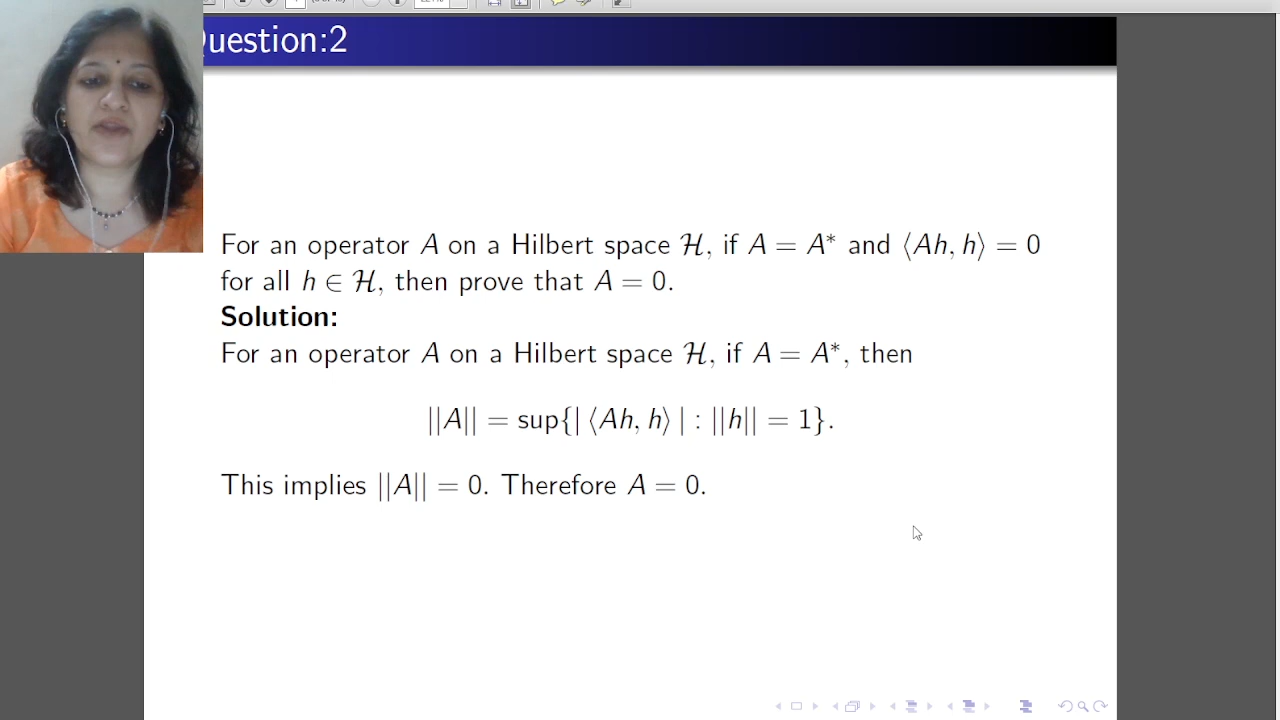 Question:2
For an operator A on a Hilbert space ℋ, if A = A* and ⟨Ah, h⟩ = 0
for all h ∈ ℋ, then prove that A = 0.
Solution:
For an operator A on a Hilbert space ℋ, if A = A*, then
||A|| = sup{| ⟨Ah, h⟩ | : ||h|| = 1}.
This implies ||A|| = 0. Therefore A = 0.